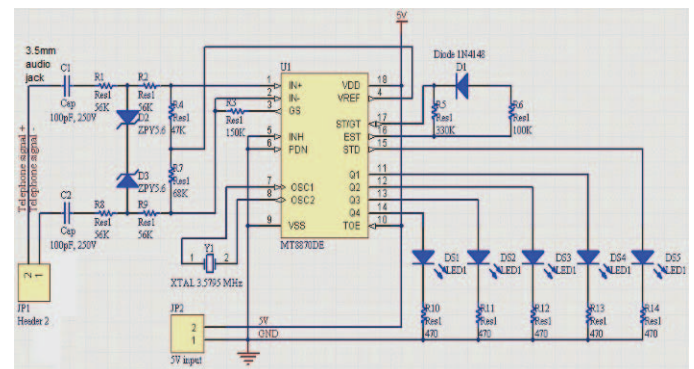 5V
3.5mm
audio
jack
C1
Cap
100pF, 250V
R1
Res1
56K
R2
Res1
56K
D2
ZPY5.6
R4
Res1
47K
R3
Res1
150K
D3
ZPY5.6
R7
Res1
68K
Telephone signal +
Telephone signal -
C2
Cap
100pF, 250V
R8
Res1
56K
R9
Res1
56K
2
1
JP1
Header 2
U1
1
IN+
2
IN-
3
GS
5
INH
6
PDN
7
OSC1
8
OSC2
9
VSS
VDD
18
VREF
4
ST/GT
17
EST
16
STD
15
Q1
11
Q2
12
Q3
13
Q4
14
TOE
10
MT8870DE
Y1
1
2
XTAL 3.5795 MHz
Diode 1N4148
D1
R5
Res1
330K
R6
Res1
100K
DS1
LED1
DS2
LED1
DS3
LED1
DS4
LED1
DS5
LED1
R10
Res1
470
R11
Res1
470
R12
Res1
470
R13
Res1
470
R14
Res1
470
JP2
2
1
5V input
5V
GND